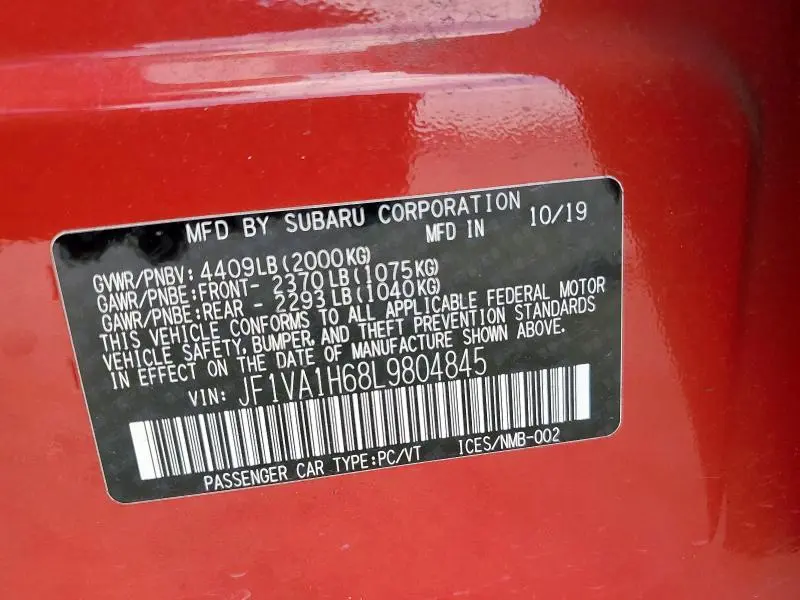 MFD BY SUBARU CORPORATION
MFD IN 10/19
GVWR/PNBV: 4409LB(2000KG)
GAWR/PNBE:FRONT- 2370LB(1075KG)
GAWR/PNBE:REAR - 2293LB(1040KG)
THIS VEHICLE CONFORMS TO ALL APPLICABLE FEDERAL MOTOR
VEHICLE SAFETY, BUMPER, AND THEFT PREVENTION STANDARDS
IN EFFECT ON THE DATE OF MANUFACTURE SHOWN ABOVE.
VIN: JF1VA1H68L9804845
PASSENGER CAR TYPE:PC/VT ICES/NMB-002